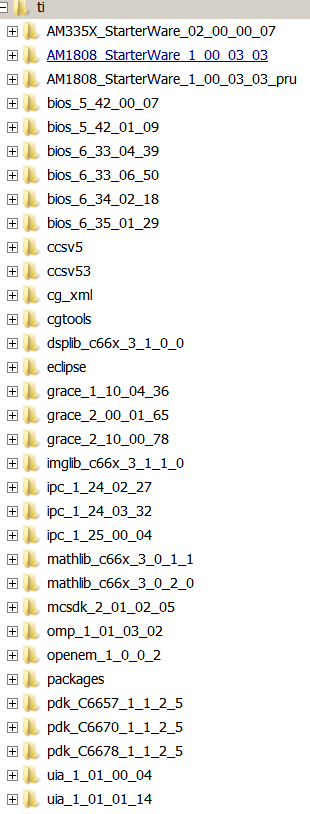 ti
AM335X_StarterWare_02_00_00_07
AM1808_StarterWare_1_00_03_03
AM1808_StarterWare_1_00_03_03_pru
bios_5_42_00_07
bios_5_42_01_09
bios_6_33_04_39
bios_6_33_06_50
bios_6_34_02_18
bios_6_35_01_29
ccsv5
ccsv53
cg_xml
cgtools
dsplib_c66x_3_1_0_0
eclipse
grace_1_10_04_36
grace_2_00_01_65
grace_2_10_00_78
imglib_c66x_3_1_1_0
ipc_1_24_02_27
ipc_1_24_03_32
ipc_1_25_00_04
mathlib_c66x_3_0_1_1
mathlib_c66x_3_0_2_0
mcsdk_2_01_02_05
omp_1_01_03_02
openem_1_0_0_2
packages
pdk_C6657_1_1_2_5
pdk_C6670_1_1_2_5
pdk_C6678_1_1_2_5
uia_1_01_00_04
uia_1_01_01_14